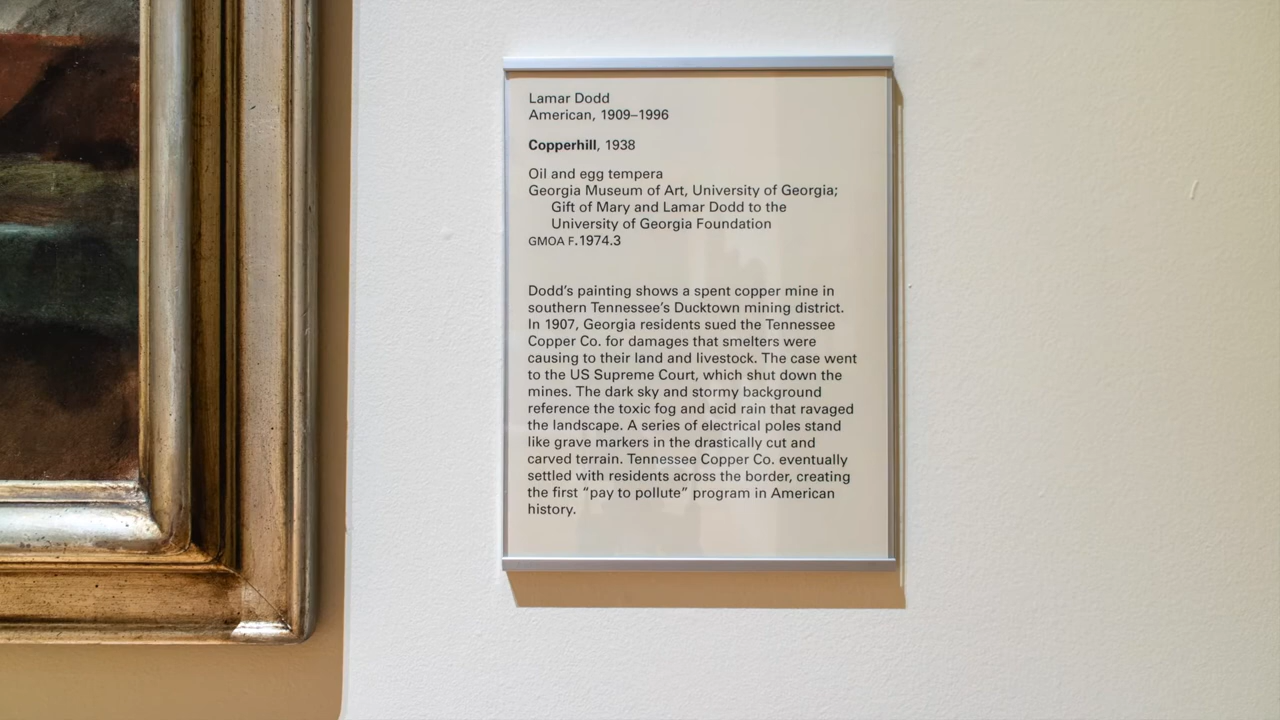 Lamar Dodd
American, 1909–1996
Copperhill, 1938
Oil and egg tempera
Georgia Museum of Art, University of Georgia;
Gift of Mary and Lamar Dodd to the
University of Georgia Foundation
GMOA F.1974.3
Dodd’s painting shows a spent copper mine in
southern Tennessee’s Ducktown mining district.
In 1907, Georgia residents sued the Tennessee
Copper Co. for damages that smelters were
causing to their land and livestock. The case went
to the US Supreme Court, which shut down the
mines. The dark sky and stormy background
reference the toxic fog and acid rain that ravaged
the landscape. A series of electrical poles stand
like grave markers in the drastically cut and
carved terrain. Tennessee Copper Co. eventually
settled with residents across the border, creating
the first “pay to pollute” program in American
history.